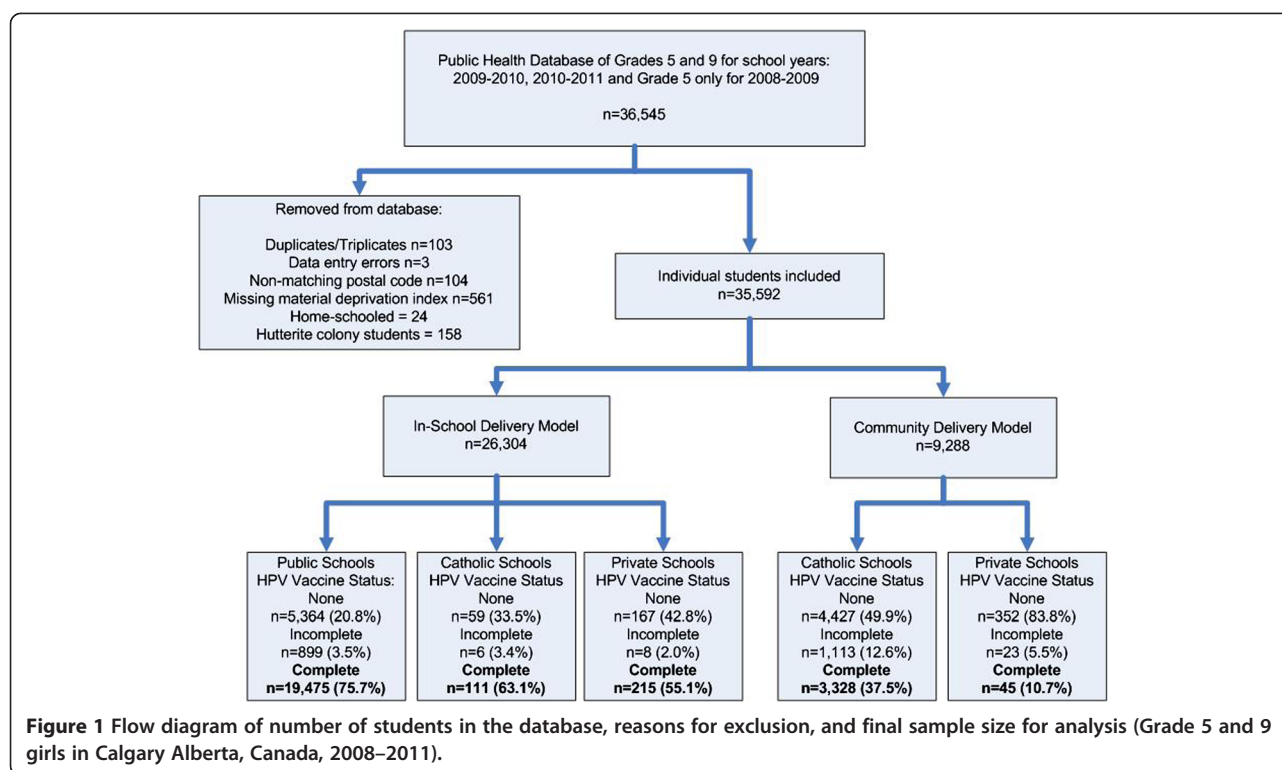 Public Health Database of Grades 5 and 9 for school years:
2009-2010, 2010-2011 and Grade 5 only for 2008-2009
n=36,545
Removed from database:
Duplicates/Triplicates n=103
Data entry errors n=3
Non-matching postal code n=104
Missing material deprivation index n=561
Home-schooled = 24
Hutterite colony students = 158
Individual students included
n=35,592
In-School Delivery Model
n=26,304
Community Delivery Model
n=9,288
Public Schools
HPV Vaccine Status:
None
n=5,364 (20.8%)
Incomplete
n=899 (3.5%)
Complete
n=19,475 (75.7%)
Catholic Schools
HPV Vaccine Status
None
n=59 (33.5%)
Incomplete
n=6 (3.4%)
Complete
n=111 (63.1%)
Private Schools
HPV Vaccine Status
None
n=167 (42.8%)
Incomplete
n=8 (2.0%)
Complete
n=215 (55.1%)
Catholic Schools
HPV Vaccine Status
None
n=4,427 (49.9%)
Incomplete
n=1,113 (12.6%)
Complete
n=3,328 (37.5%)
Private Schools
HPV Vaccine Status
None
n=352 (83.8%)
Incomplete
n=23 (5.5%)
Complete
n=45 (10.7%)
Figure 1 Flow diagram of number of students in the database, reasons for exclusion, and final sample size for analysis (Grade 5 and 9
girls in Calgary Alberta, Canada, 2008–2011).